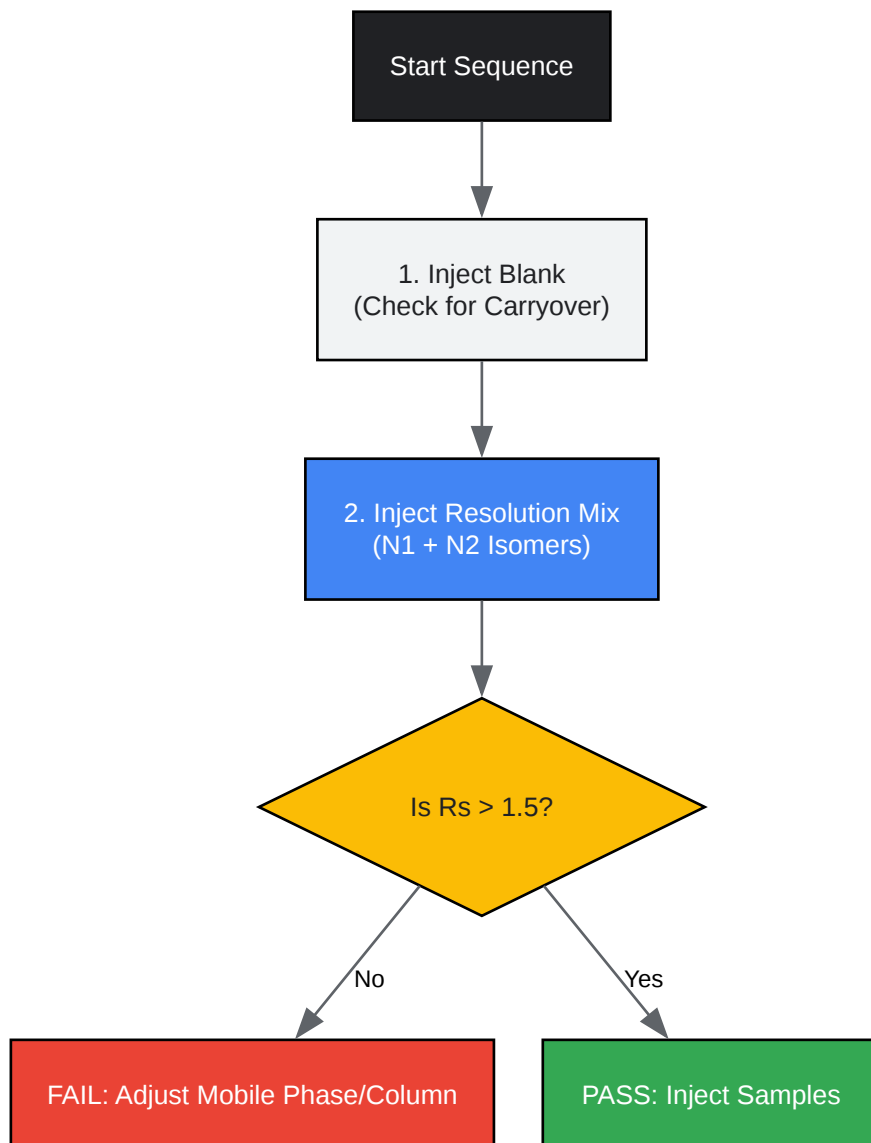 Start Sequence
1. Inject Blank
(Check for Carryover)
2. Inject Resolution Mix
(N1 + N2 Isomers)
Is Rs > 1.5?
No
Yes
FAIL: Adjust Mobile Phase/Column
PASS: Inject Samples